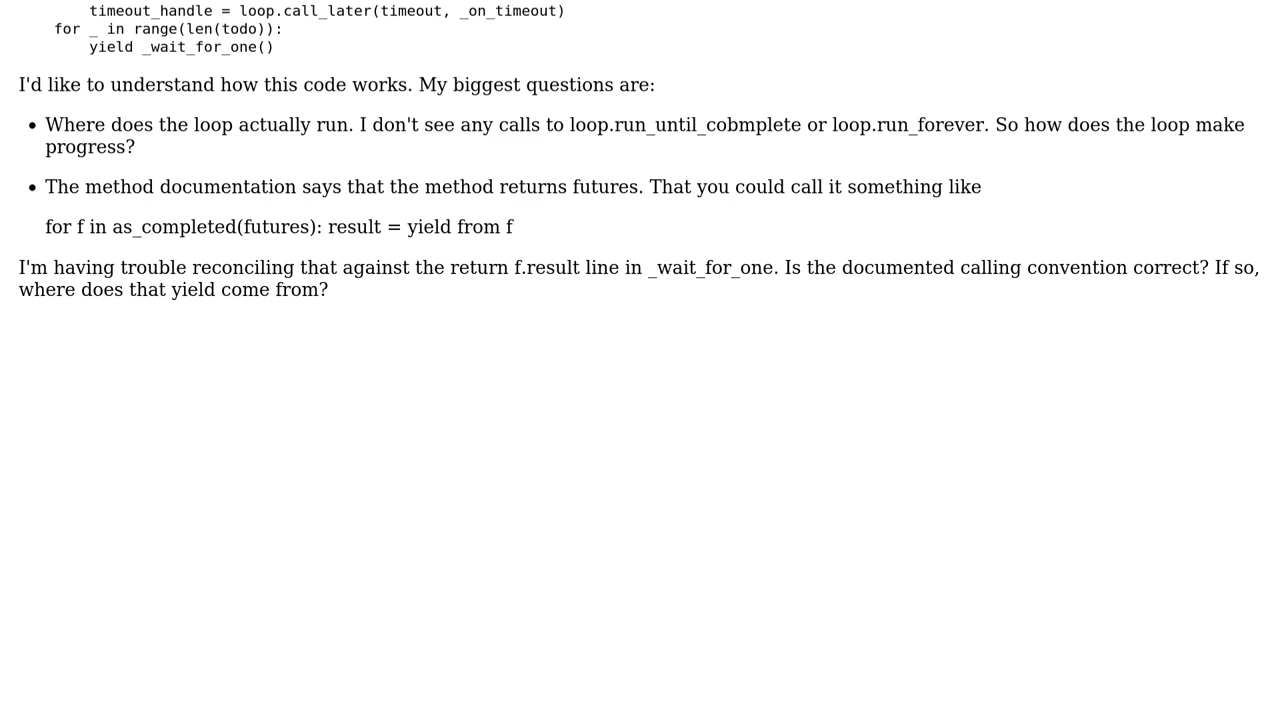 timeout_handle = loop.call_later(timeout, _on_timeout)
for _ in range(len(todo)):
yield _wait_for_one()
I'd like to understand how this code works. My biggest questions are:
• Where does the loop actually run. I don't see any calls to loop.run_until_cobmplete or loop.run_forever. So how does the loop make
progress?
• The method documentation says that the method returns futures. That you could call it something like
for f in as_completed(futures): result = yield from f
I'm having trouble reconciling that against the return f.result line in _wait_for_one. Is the documented calling convention correct? If so,
where does that yield come from?